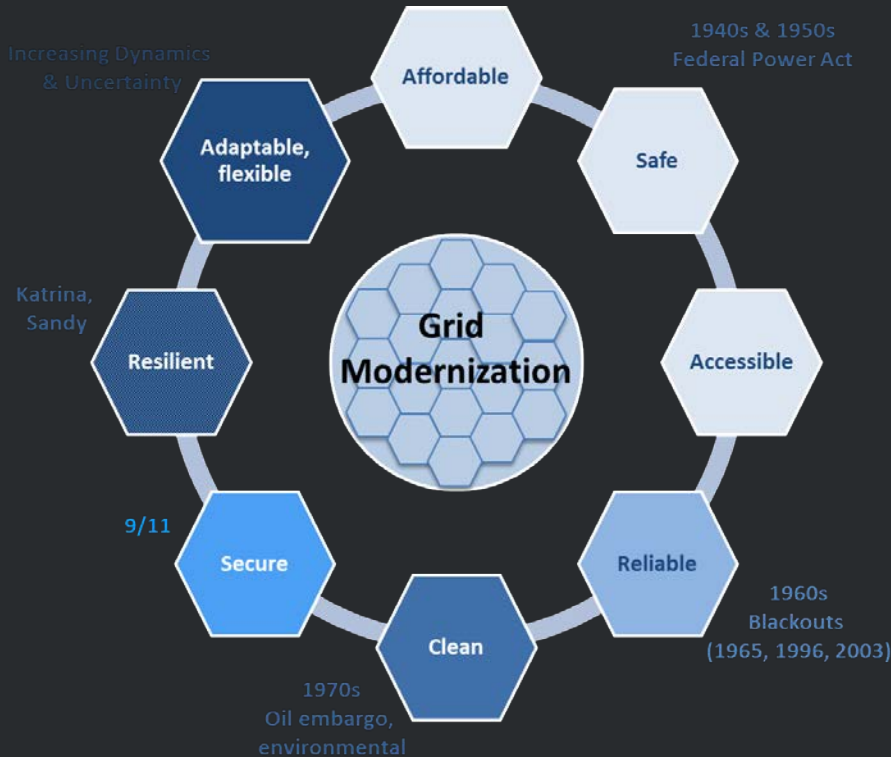 Increasing Dynamics
& Uncertainty
Affordable
1940s & 1950s
Federal Power Act
Adaptable,
flexible
Safe
Katrina,
Sandy
Resilient
Grid
Modernization
Accessible
9/11
Secure
Reliable
1960s
Blackouts
(1965, 1996, 2003)
Clean
1970s
Oil embargo,
environmental